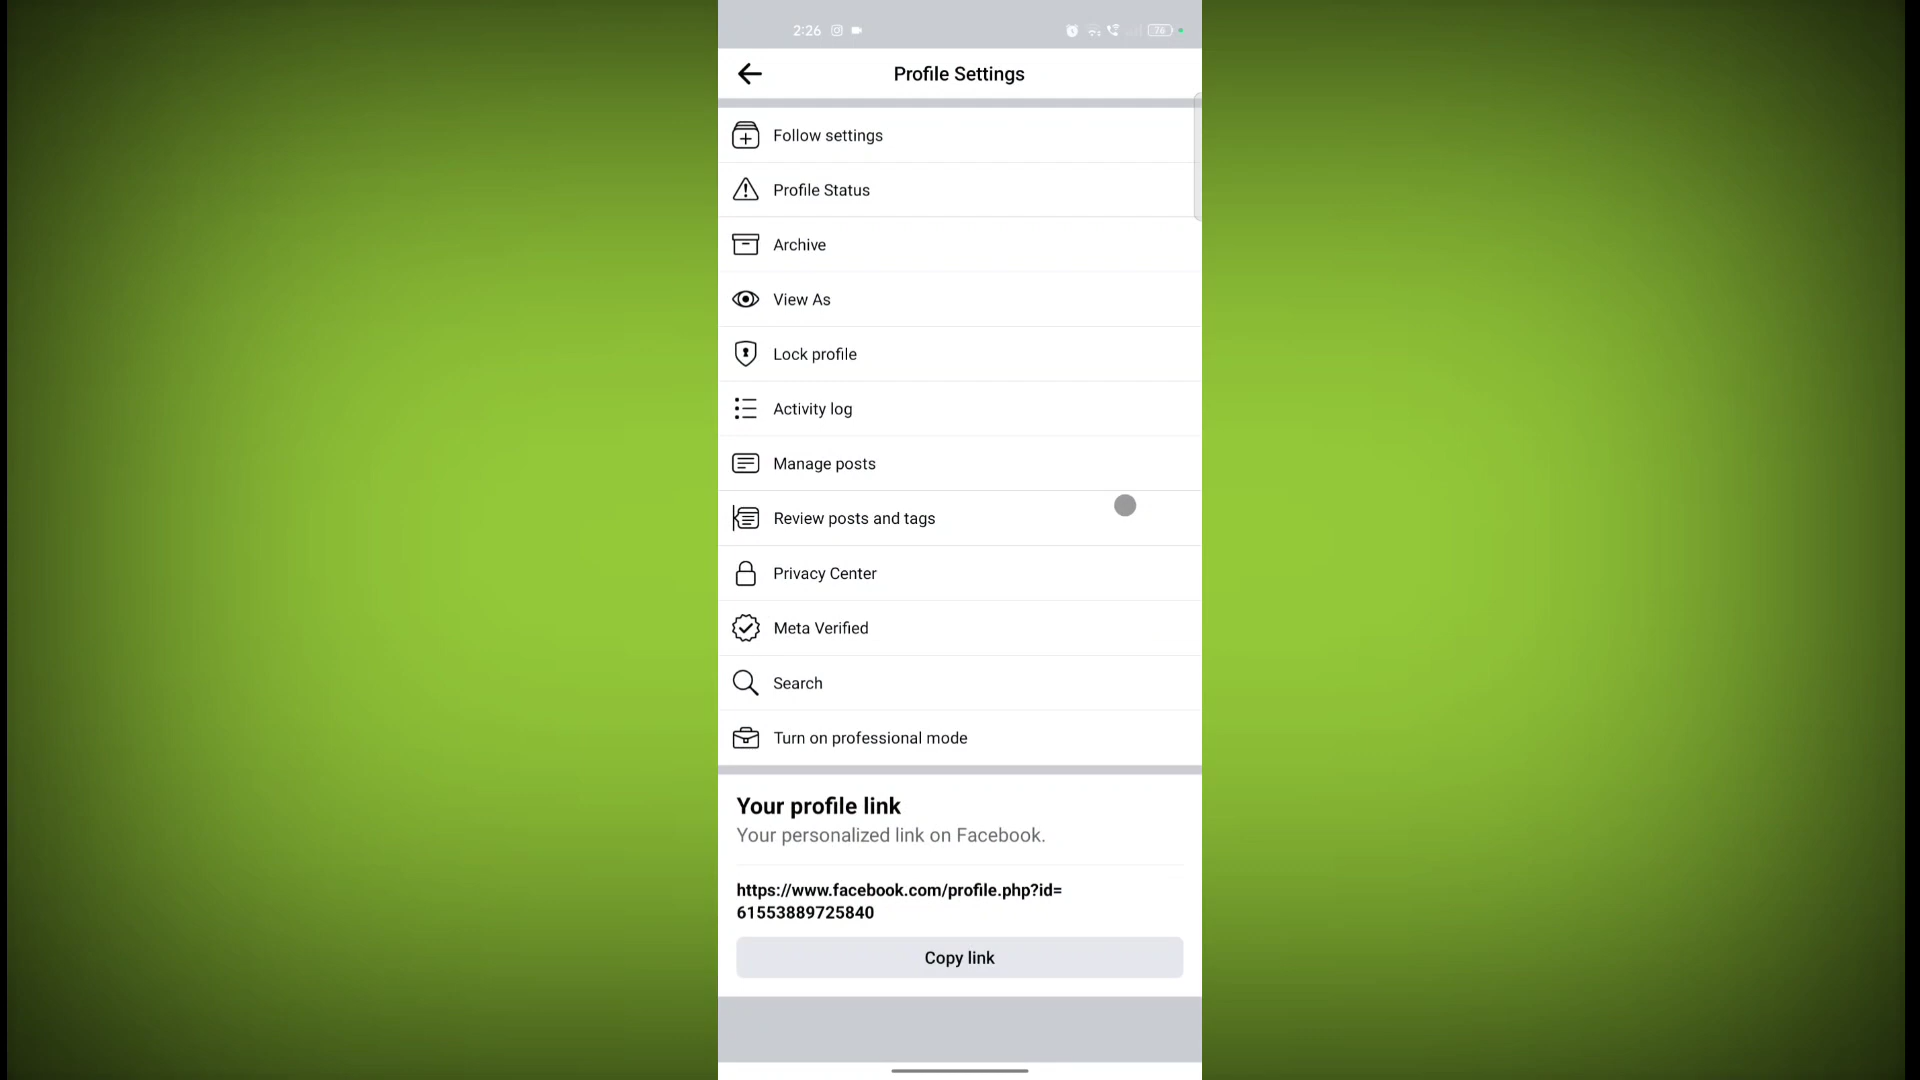 2:26
76
Profile Settings
Follow settings
Profile Status
Archive
View As
Lock profile
Activity log
Manage posts
Review posts and tags
Privacy Center
Meta Verified
Search
Turn on professional mode
Your profile link
Your personalized link on Facebook.
https://www.facebook.com/profile.php?id=
61553889725840
Copy link